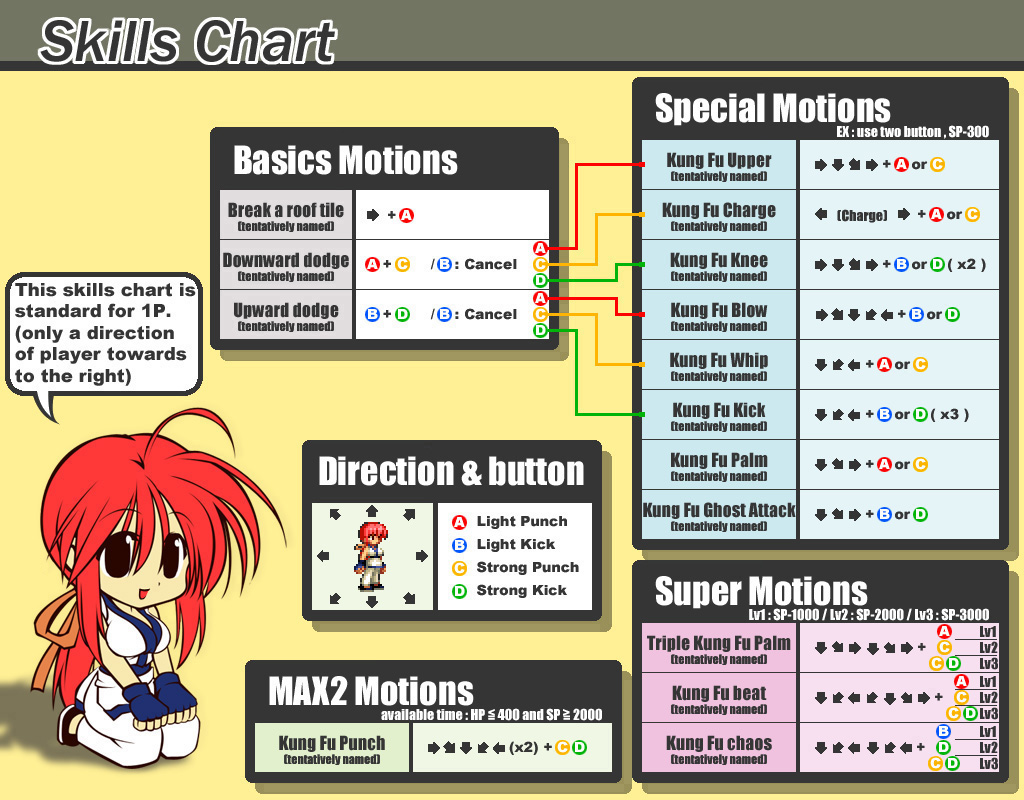 Skills Chart
Special Motions
EX : use two button , SP-300
Kung Fu Upper
(tentatively named)
→ ↓ ↘ → + A or C
Kung Fu Charge
(tentatively named)
← (Charge) → + A or C
Kung Fu Knee
(tentatively named)
→ ↓ ↘ → + B or D ( x2 )
Kung Fu Blow
(tentatively named)
→ ↘ ↓ ↙ ← + B or D
Kung Fu Whip
(tentatively named)
↓ ↙ ← + A or C
Kung Fu Kick
(tentatively named)
↓ ↙ ← + B or D ( x3 )
Kung Fu Palm
(tentatively named)
↓ ↘ → + A or C
Kung Fu Ghost Attack
(tentatively named)
↓ ↘ → + B or D
Basics Motions
Break a roof tile
(tentatively named)
→ + A
Downward dodge
(tentatively named)
A + C / B : Cancel
A
C
D
Upward dodge
(tentatively named)
B + D / B : Cancel
A
C
D
This skills chart is
standard for 1P.
(only a direction
of player towards
to the right)
Direction & button
A Light Punch
B Light Kick
C Strong Punch
D Strong Kick
Super Motions
Lv1 : SP-1000 / Lv2 : SP-2000 / Lv3 : SP-3000
Triple Kung Fu Palm
(tentatively named)
↓ ↘ → ↓ ↘ → +
A Lv1
C Lv2
C D Lv3
Kung Fu beat
(tentatively named)
↓ ↙ ← ↙ ↓ ↘ → +
A Lv1
C Lv2
C D Lv3
Kung Fu chaos
(tentatively named)
↓ ↙ ← ↓ ↙ ← +
B Lv1
D Lv2
C D Lv3
MAX2 Motions
available time : HP ≦ 400 and SP ≧ 2000
Kung Fu Punch
(tentatively named)
→ ↘ ↓ ↙ ← (x2) + C D